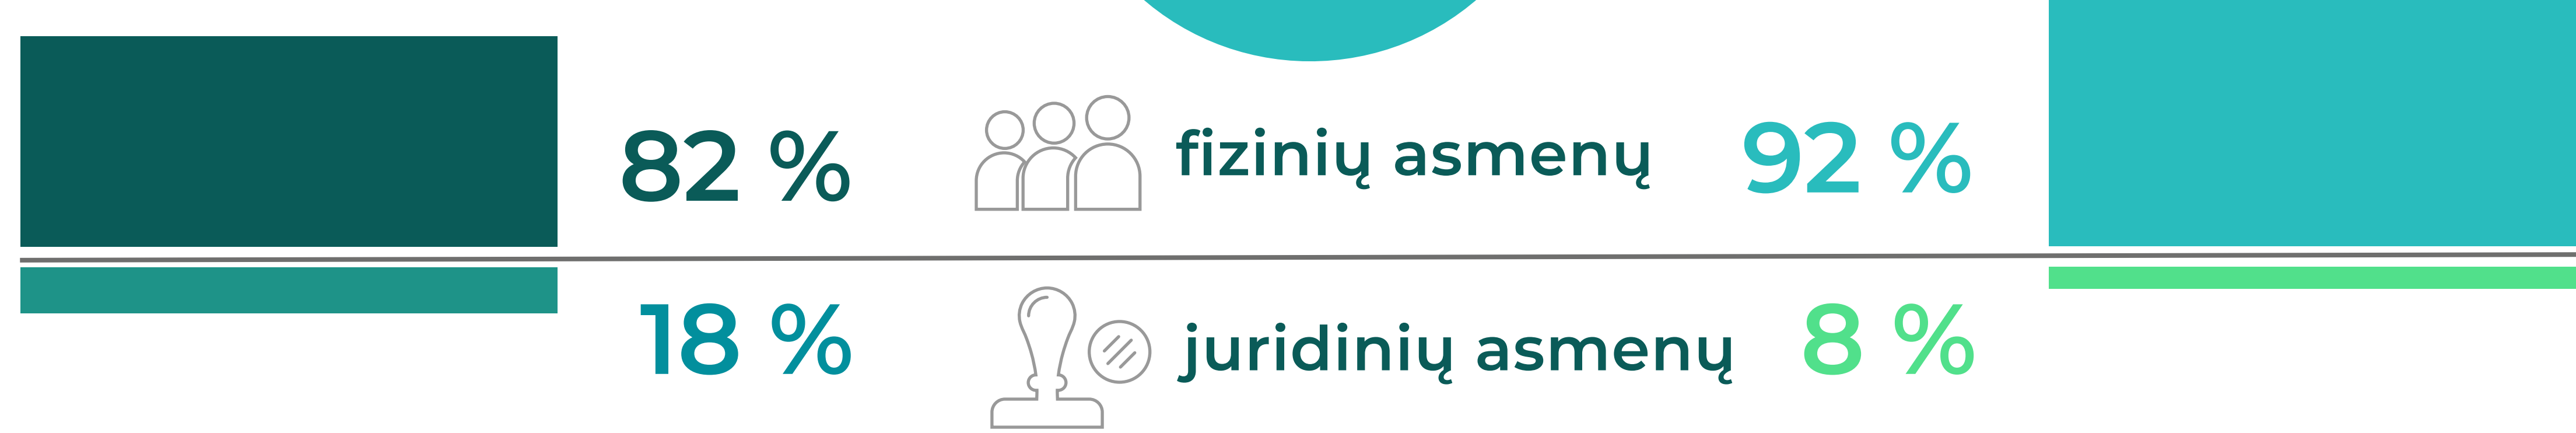 82 % fizinių asmenų 92 %
18 % juridinių asmenų 8 %